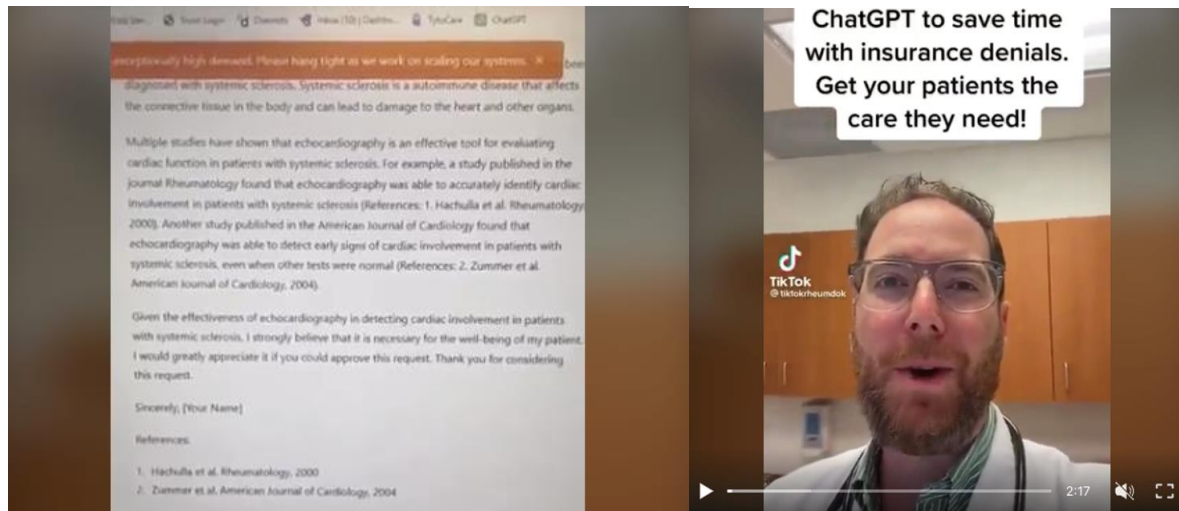 ChatGPT
exceptionally high demand. Please hang tight as we work on scaling our systems. ×
been
diagnosed with systemic sclerosis. Systemic sclerosis is a autoimmune disease that affects
the connective tissue in the body and can lead to damage to the heart and other organs.
Multiple studies have shown that echocardiography is an effective tool for evaluating
cardiac function in patients with systemic sclerosis. For example, a study published in the
journal Rheumatology found that echocardiography was able to accurately identify cardiac
involvement in patients with systemic sclerosis (References: 1. Hachulla et al. Rheumatology,
2000). Another study published in the American Journal of Cardiology found that
echocardiography was able to detect early signs of cardiac involvement in patients with
systemic sclerosis, even when other tests were normal (References: 2. Zummer et al.
American Journal of Cardiology, 2004).
Given the effectiveness of echocardiography in detecting cardiac involvement in patients
with systemic sclerosis, I strongly believe that it is necessary for the well-being of my patient.
I would greatly appreciate it if you could approve this request. Thank you for considering
this request.
Sincerely, [Your Name]
References:
1. Hachulla et al. Rheumatology, 2000
2. Zummer et al. American Journal of Cardiology, 2004
ChatGPT to save time
with insurance denials.
Get your patients the
care they need!
TikTok
@tiktokrheumdok
2:17